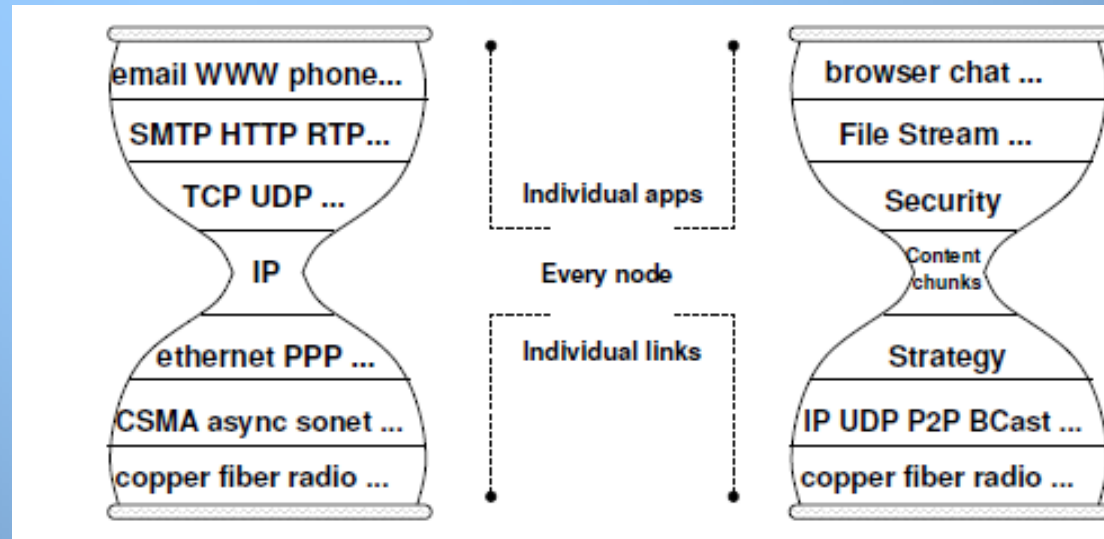 email WWW phone...
SMTP HTTP RTP...
TCP UDP ...
IP
ethernet PPP ...
CSMA async sonet ...
copper fiber radio ...
Individual apps
Every node
Individual links
browser chat ...
File Stream ...
Security
Content
chunks
Strategy
IP UDP P2P BCast ...
copper fiber radio ...